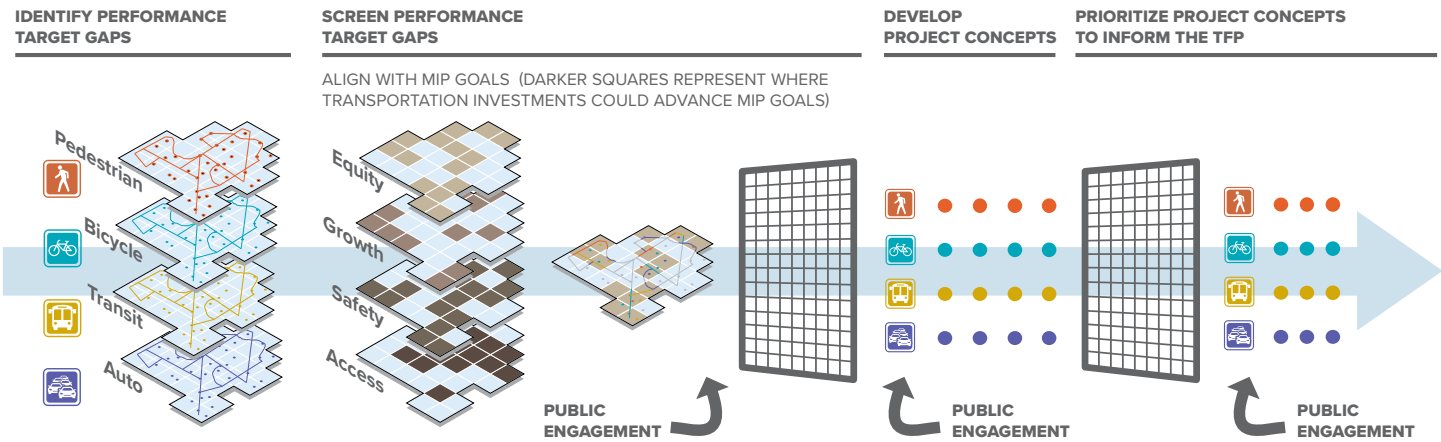 IDENTIFY PERFORMANCE
TARGET GAPS
SCREEN PERFORMANCE
TARGET GAPS
DEVELOP
PROJECT CONCEPTS
PRIORITIZE PROJECT CONCEPTS
TO INFORM THE TFP
ALIGN WITH MIP GOALS (DARKER SQUARES REPRESENT WHERE
TRANSPORTATION INVESTMENTS COULD ADVANCE MIP GOALS)
Pedestrian
Bicycle
Transit
Auto
Equity
Growth
Safety
Access
PUBLIC
ENGAGEMENT
PUBLIC
ENGAGEMENT
PUBLIC
ENGAGEMENT